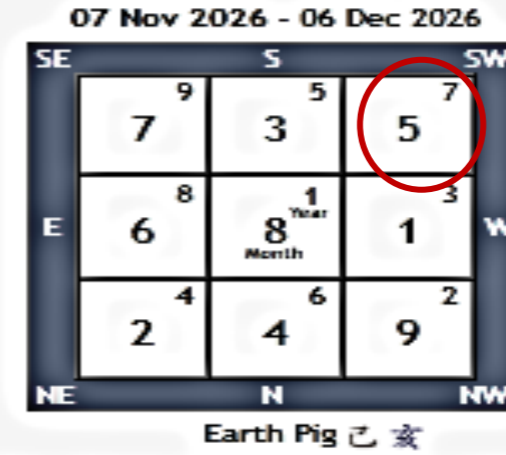 07 Nov 2026 - 06 Dec 2026
SE S SW
9 5 7
7 3 5
8 1 3
Year
E 6 8 1 W
Month
4 6 2
2 4 9
NE N NW
Earth Pig 己 亥